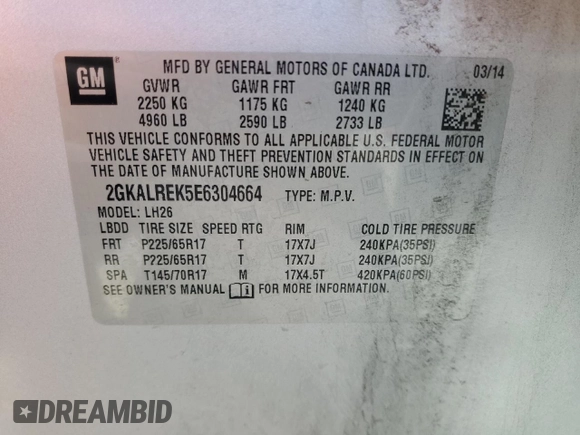 GM
MFD BY GENERAL MOTORS OF CANADA LTD. 03/14
GVWR GAWR FRT GAWR RR
2250 KG 1175 KG 1240 KG
4960 LB 2590 LB 2733 LB
THIS VEHICLE CONFORMS TO ALL APPLICABLE U.S. FEDERAL MOTOR
VEHICLE SAFETY AND THEFT PREVENTION STANDARDS IN EFFECT ON
THE DATE OF MANUFACTURE SHOWN ABOVE.
2GKALREK5E6304664 TYPE: M.P.V.
MODEL: LH26
LBDD TIRE SIZE SPEED RTG RIM COLD TIRE PRESSURE
FRT P225/65R17 T 17X7J 240KPA(35PSI)
RR P225/65R17 T 17X7J 240KPA(35PSI)
SPA T145/70R17 M 17X4.5T 420KPA(60PSI)
SEE OWNER'S MANUAL FOR MORE INFORMATION.
DREAMBID